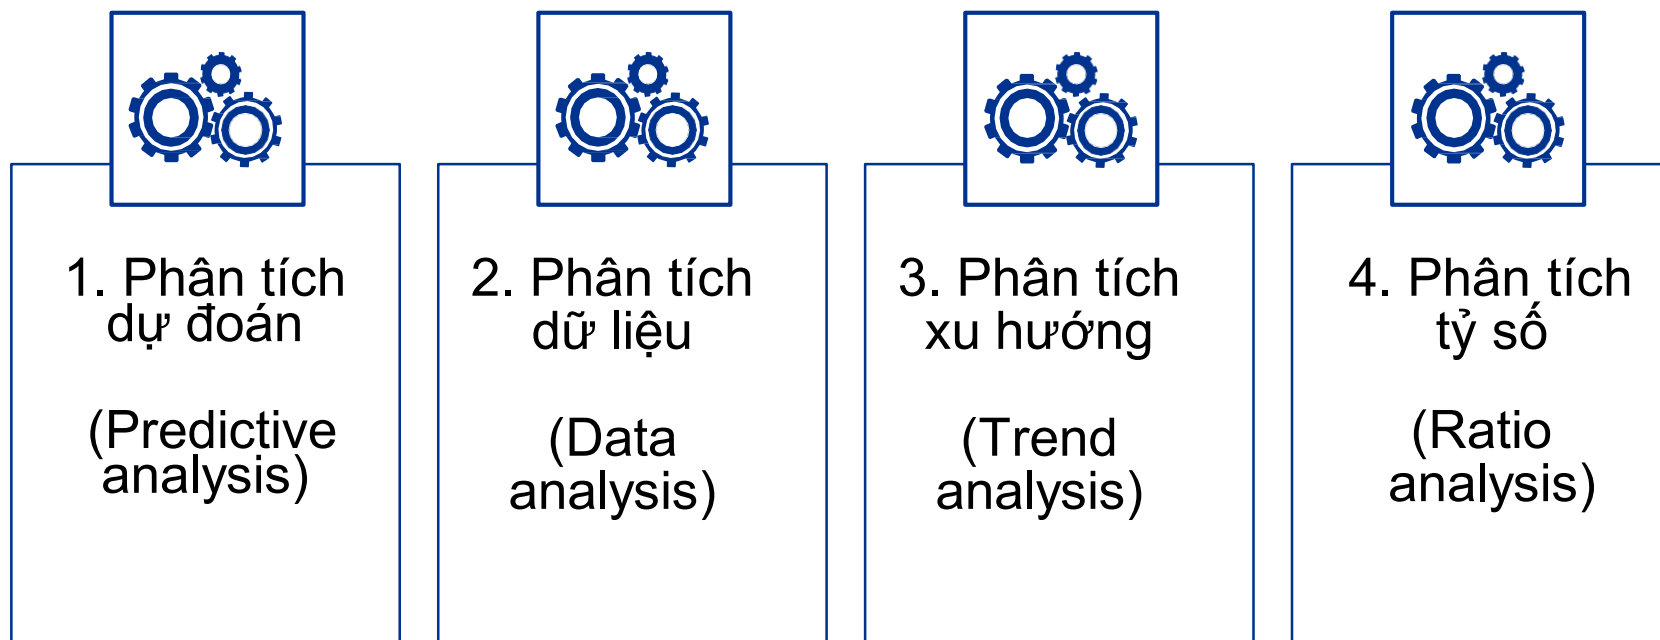 1. Phân tích
dự đoán
(Predictive
analysis)
2. Phân tích
dữ liệu
(Data
analysis)
3. Phân tích
xu hướng
(Trend
analysis)
4. Phân tích
tỷ số
(Ratio
analysis)